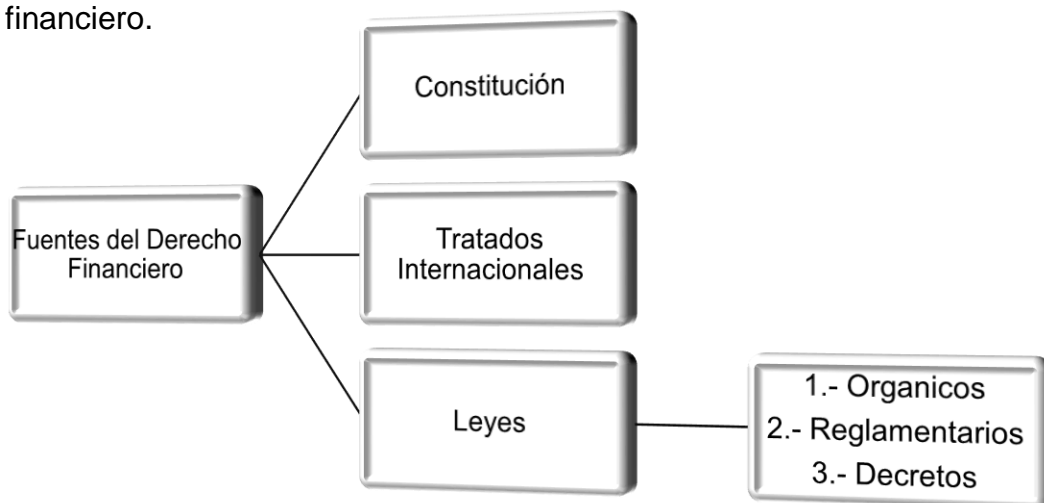 financiero.
Constitución
Fuentes del Derecho
Financiero
Tratados
Internacionales
Leyes
1.- Organicos
2.- Reglamentarios
3.- Decretos